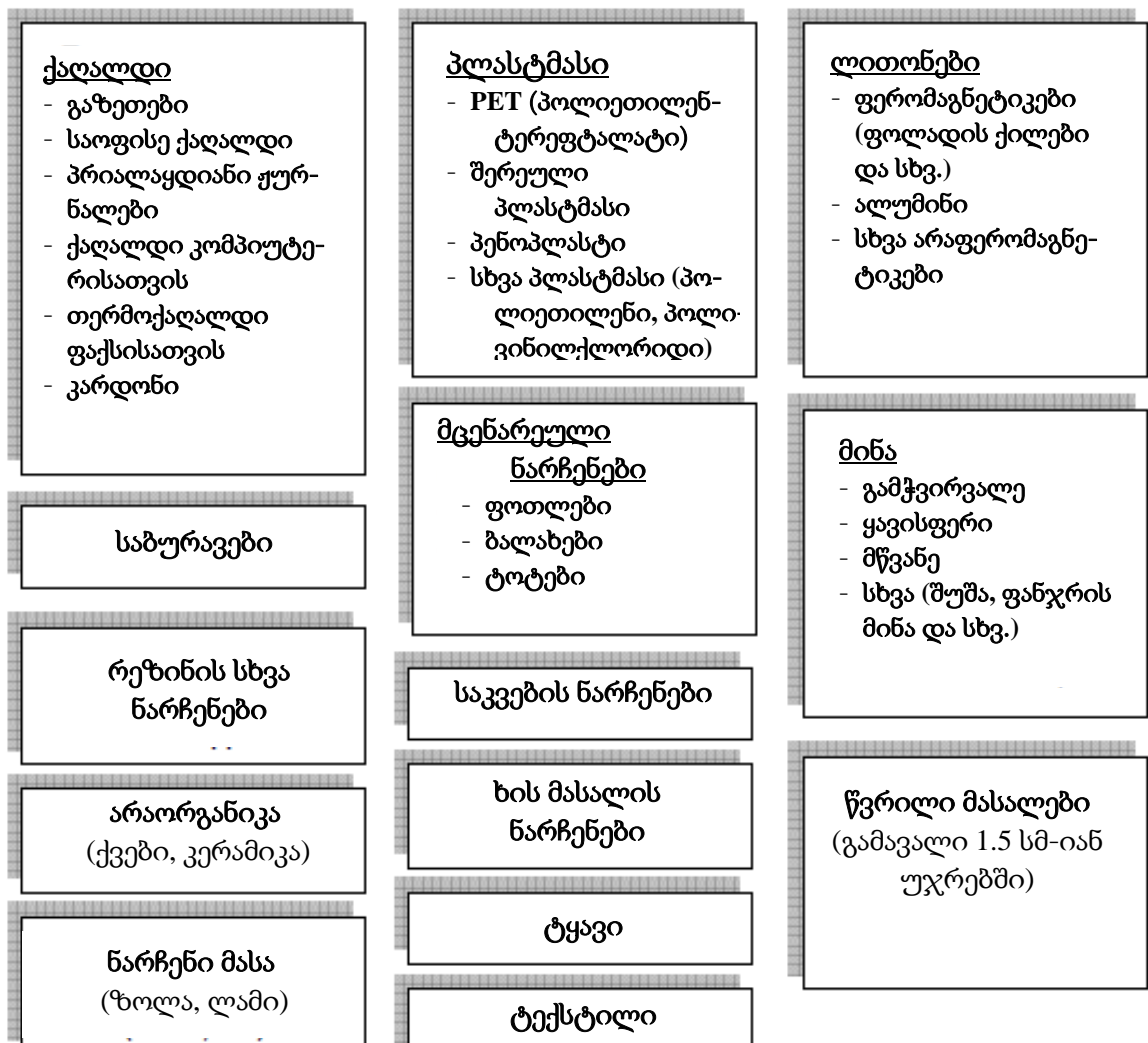 ქაღალდი
- გაზეთები
- საოფისე ქაღალდი
- პრიალაყდიანი ჟურ-
ნალები
- ქაღალდი კომპიუტე-
რისათვის
- თერმოქაღალდი
ფაქსისათვის
- კარდონი
საბურავები
რეზინის სხვა
ნარჩენები
არაორგანიკა
(ქვები, კერამიკა)
ნარჩენი მასა
(ზოლა, ლამი)
პლასტმასი
- PET (პოლიეთილენ-
ტერეფტალატი)
- შერეული
პლასტმასი
- პენოპლასტი
- სხვა პლასტმასი (პო-
ლიეთილენი, პოლი-
ვინილქლორიდი)
მცენარეული
ნარჩენები
- ფოთლები
- ბალახები
- ტოტები
საკვების ნარჩენები
ხის მასალის
ნარჩენები
ტყავი
ტექსტილი
ლითონები
- ფერომაგნეტიკები
(ფოლადის ქილები
და სხვ.)
- ალუმინი
- სხვა არაფერომაგნე-
ტიკები
მინა
- გამჭვირვალე
- ყავისფერი
- მწვანე
- სხვა (შუშა, ფანჯრის
მინა და სხვ.)
წვრილი მასალები
(გამავალი 1.5 სმ-იან
უჯრებში)